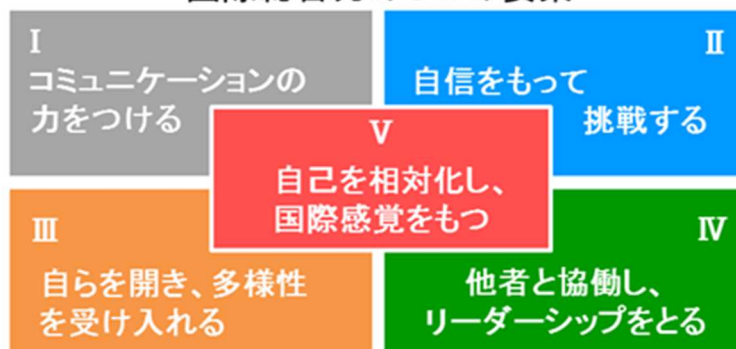 Ⅰ
コミュニケーションの
力をつける
Ⅱ
自信をもって
挑戦する
Ⅴ
自己を相対化し、
国際感覚をもつ
Ⅲ
自らを開き、多様性
を受け入れる
Ⅳ
他者と協働し、
リーダーシップをとる